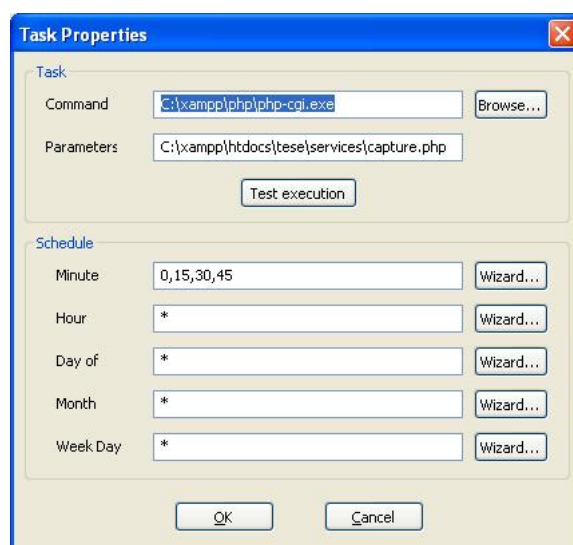 Task Properties
Task
Command C:\xampp\php\php-cgi.exe Browse...
Parameters C:\xampp\htdocs\tese\services\capture.php
Test execution
Schedule
Minute 0,15,30,45 Wizard...
Hour * Wizard...
Day of * Wizard...
Month * Wizard...
Week Day * Wizard...
OK Cancel